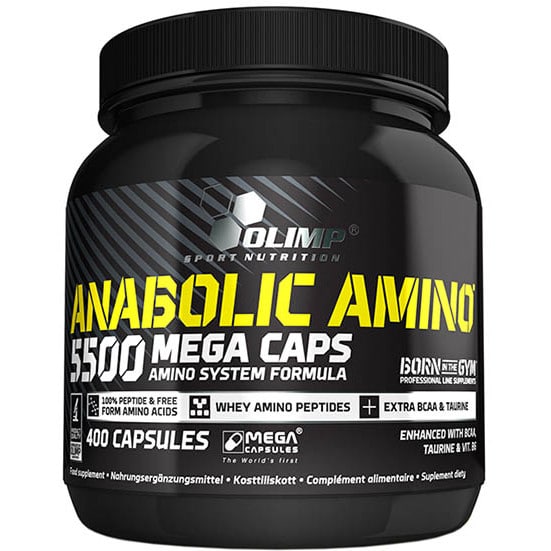 OLIMP®
SPORT NUTRITION
ANABOLIC AMINO
5500 MEGA CAPS
AMINO SYSTEM FORMULA
BORN IN THE GYM
PROFESSIONAL LINE SUPPLEMENTS
100% PEPTIDE & FREE
FORM AMINO ACIDS
WHEY AMINO PEPTIDES
+ EXTRA BCAA & TAURINE
400 CAPSULES
MEGA®
CAPSULES
The World's first
ENHANCED WITH BCAA,
TAURINE & VIT. B6
Food supplement • Nahrungsergänzungsmittel • Kosttillskott • Complément alimentaire • Suplement diety